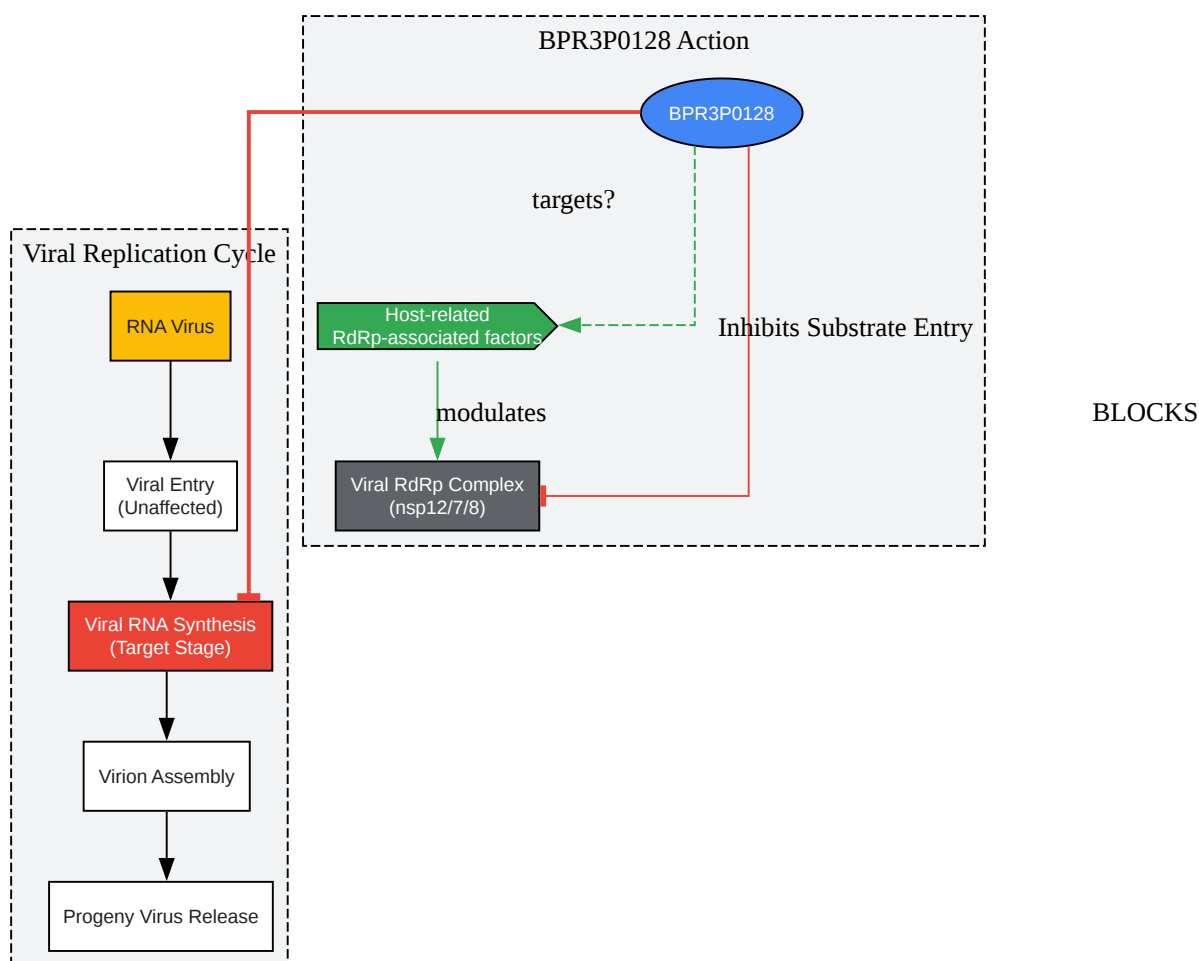 BPR3P0128 Action
BPR3P0128
targets?
Viral Replication Cycle
RNA Virus
Host-related
RdRp-associated factors
Inhibits Substrate Entry
modulates
BLOCKS
Viral Entry
(Unaffected)
Viral RdRp Complex
(nsp12/7/8)
Viral RNA Synthesis
(Target Stage)
Virion Assembly
Progeny Virus Release